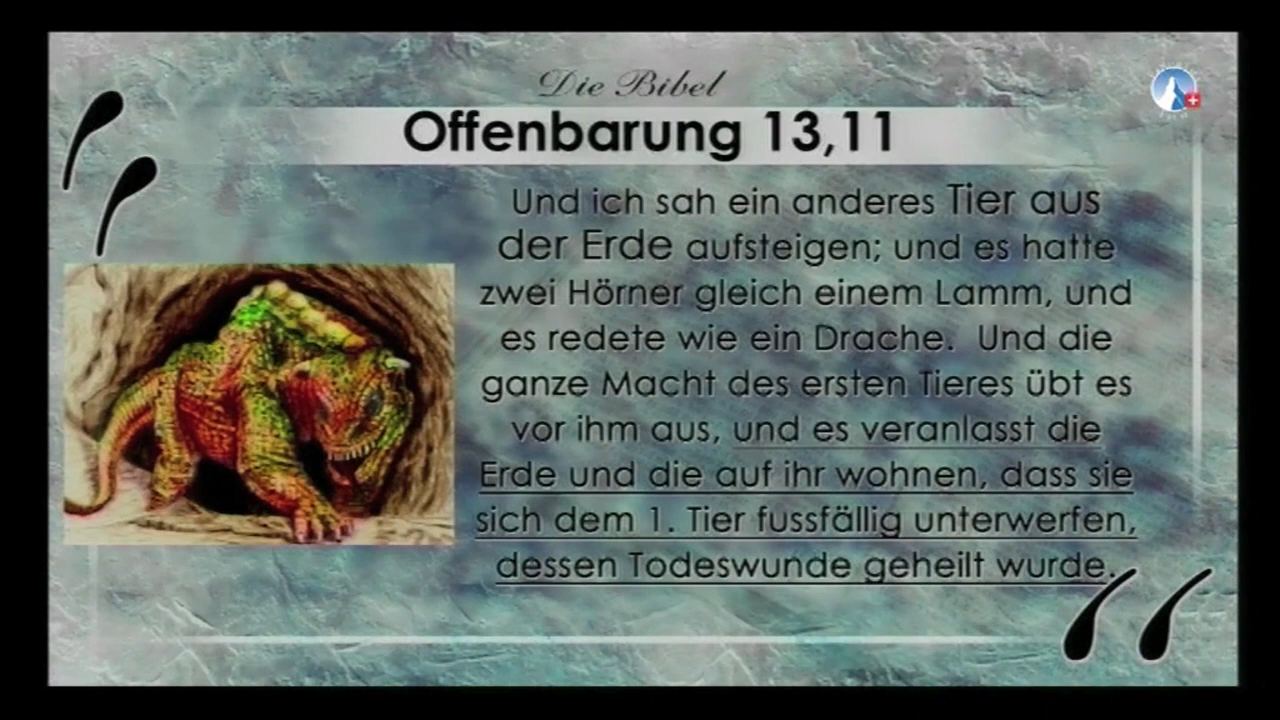 Die Bibel
Offenbarung 13,11
Und ich sah ein anderes Tier aus
der Erde aufsteigen; und es hatte
zwei Hörner gleich einem Lamm, und
es redete wie ein Drache. Und die
ganze Macht des ersten Tieres übt es
vor ihm aus, und es veranlasst die
Erde und die auf ihr wohnen, dass sie
sich dem 1. Tier fussfällig unterwerfen,
dessen Todeswunde geheilt wurde.